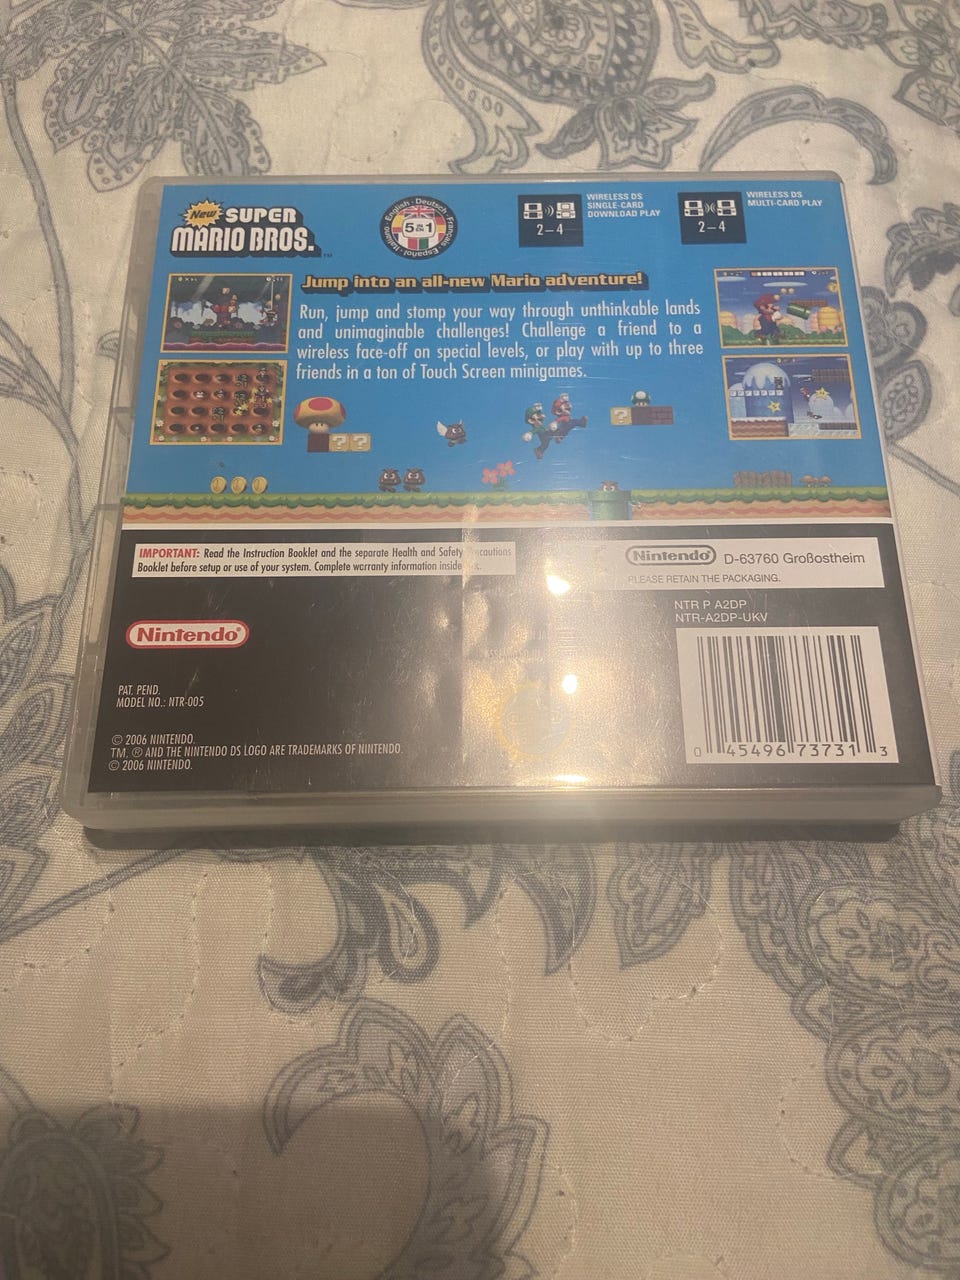 New SUPER
MARIO BROS.™
English · Deutsch · Français · Español · Italiano
5 IN 1
WIRELESS DS
SINGLE-CARD
DOWNLOAD PLAY
2–4
WIRELESS DS
MULTI-CARD PLAY
2–4
Jump into an all-new Mario adventure!
Run, jump and stomp your way through unthinkable lands
and unimaginable challenges! Challenge a friend to a
wireless face-off on special levels, or play with up to three
friends in a ton of Touch Screen minigames.
IMPORTANT: Read the Instruction Booklet and the separate Health and Safety
Booklet before setup or use of your system. Complete warranty information inside
Nintendo D-63760 Großostheim
PLEASE RETAIN THE PACKAGING.
NTR P A2DP
NTR-A2DP-UKV
Nintendo
PAT. PEND.
MODEL NO.: NTR-005
© 2006 NINTENDO.
TM, ® AND THE NINTENDO DS LOGO ARE TRADEMARKS OF NINTENDO.
© 2006 NINTENDO.
0 45496 73731 3